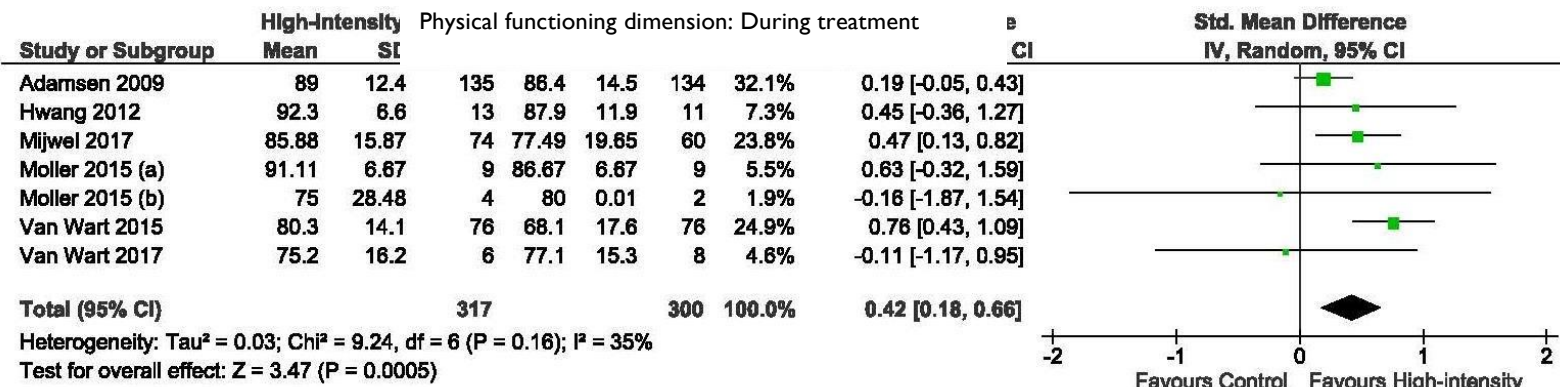 High-intensity Physical functioning dimension: During treatment e Std. Mean Difference
Study or Subgroup Mean SD CI IV, Random, 95% CI
Adamsen 2009 89 12.4 135 86.4 14.5 134 32.1% 0.19 [-0.05, 0.43]
Hwang 2012 92.3 6.6 13 87.9 11.9 11 7.3% 0.45 [-0.36, 1.27]
Mijwel 2017 85.88 15.87 74 77.49 19.65 60 23.8% 0.47 [0.13, 0.82]
Moller 2015 (a) 91.11 6.67 9 86.67 6.67 9 5.5% 0.63 [-0.32, 1.59]
Moller 2015 (b) 75 28.48 4 80 0.01 2 1.9% -0.16 [-1.87, 1.54]
Van Wart 2015 80.3 14.1 76 68.1 17.6 76 24.9% 0.76 [0.43, 1.09]
Van Wart 2017 75.2 16.2 6 77.1 15.3 8 4.6% -0.11 [-1.17, 0.95]
Total (95% CI) 317 300 100.0% 0.42 [0.18, 0.66]
Heterogeneity: Tau² = 0.03; Chi² = 9.24, df = 6 (P = 0.16); I² = 35%
Test for overall effect: Z = 3.47 (P = 0.0005)
-2 -1 0 1 2
Favours Control Favours High-intensity